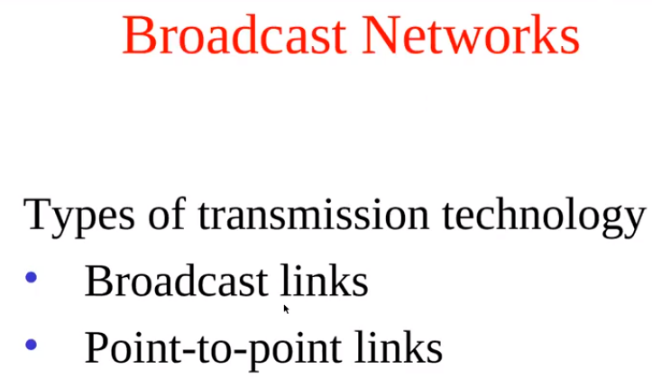 Broadcast Networks
Types of transmission technology
• Broadcast links
• Point-to-point links